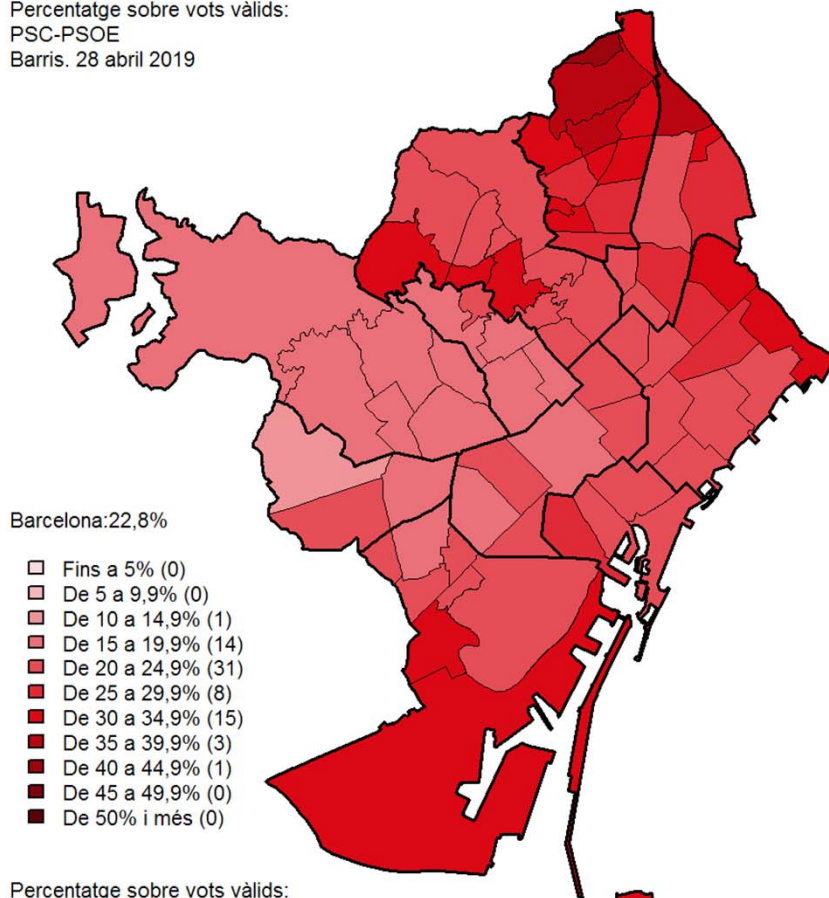 Percentatge sobre vots vàlids:
PSC-PSOE
Barris. 28 abril 2019
Barcelona:22,8%
Fins a 5% (0)
De 5 a 9,9% (0)
De 10 a 14,9% (1)
De 15 a 19,9% (14)
De 20 a 24,9% (31)
De 25 a 29,9% (8)
De 30 a 34,9% (15)
De 35 a 39,9% (3)
De 40 a 44,9% (1)
De 45 a 49,9% (0)
De 50% i més (0)
Percentatge sobre vots vàlids: